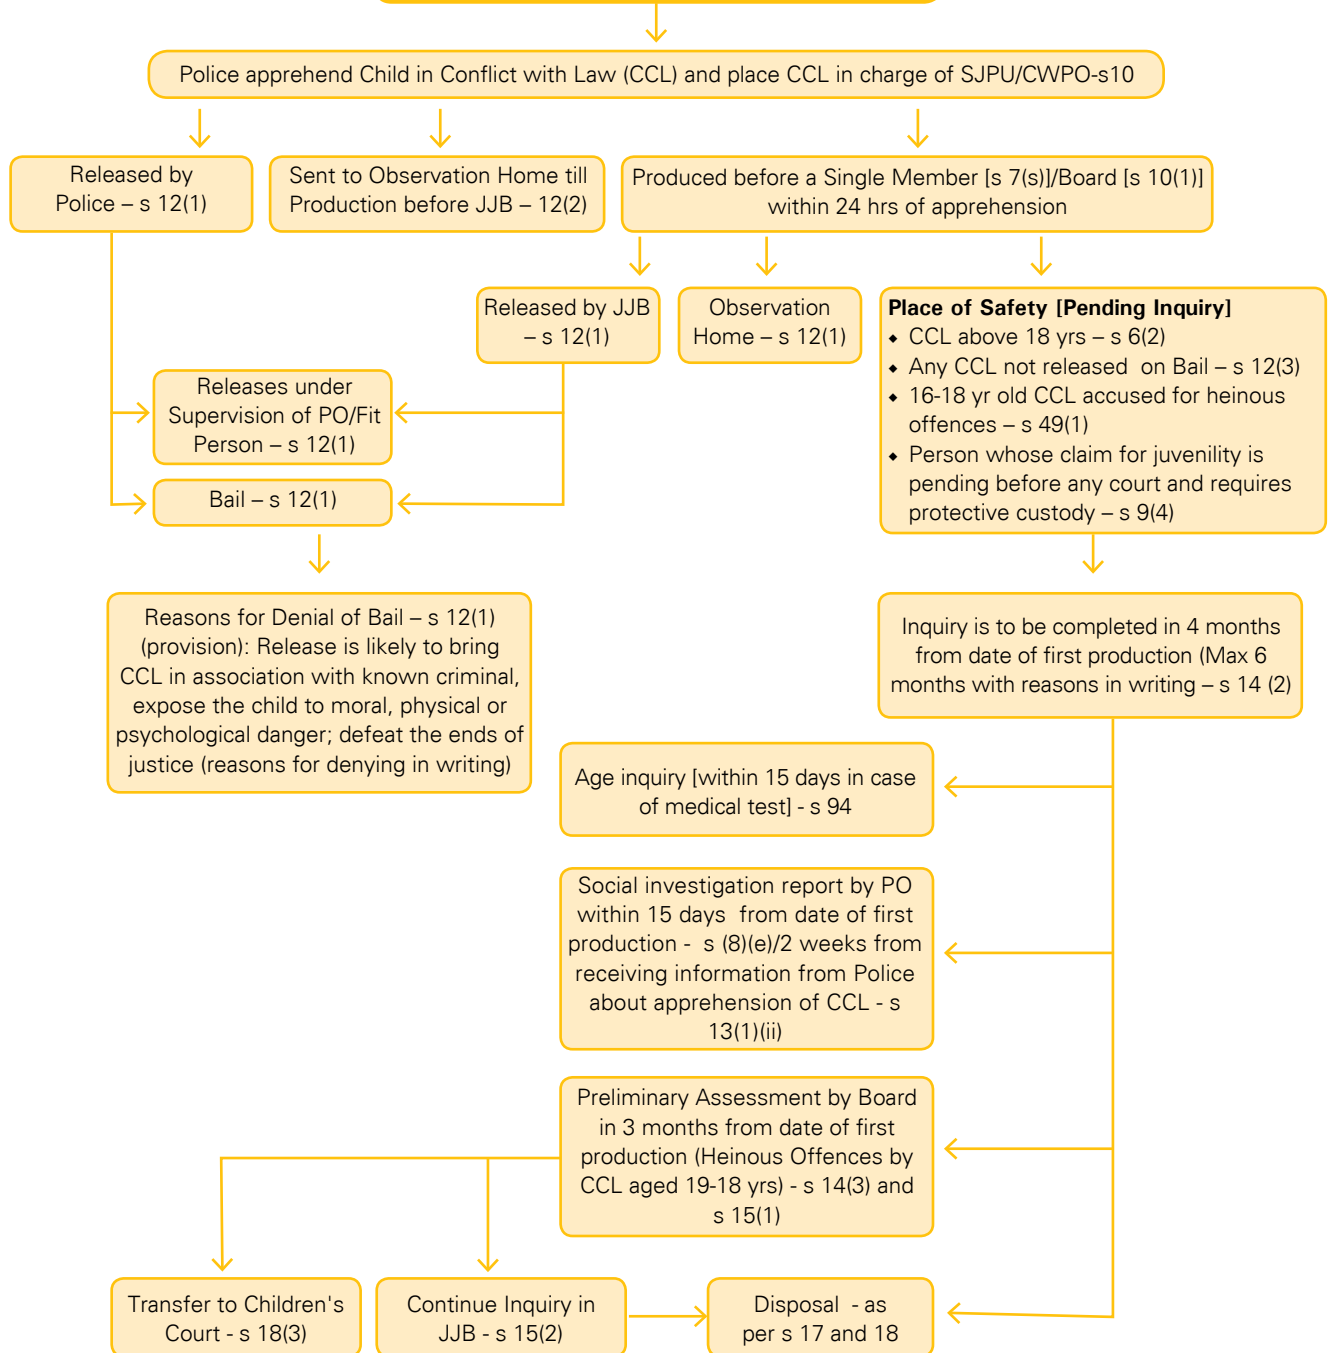 Police apprehend Child in Conflict with Law (CCL) and place CCL in charge of SJPU/CWPO-s10
Released by
Police – s 12(1)
Sent to Observation Home till
Production before JJB – 12(2)
Produced before a Single Member [s 7(s)]/Board [s 10(1)]
within 24 hrs of apprehension
Released by JJB
– s 12(1)
Observation
Home – s 12(1)
Place of Safety [Pending Inquiry]
◆ CCL above 18 yrs – s 6(2)
◆ Any CCL not released on Bail – s 12(3)
◆ 16-18 yr old CCL accused for heinous
offences – s 49(1)
◆ Person whose claim for juvenility is
pending before any court and requires
protective custody – s 9(4)
Releases under
Supervision of PO/Fit
Person – s 12(1)
Bail – s 12(1)
Reasons for Denial of Bail – s 12(1)
(provision): Release is likely to bring
CCL in association with known criminal,
expose the child to moral, physical or
psychological danger; defeat the ends of
justice (reasons for denying in writing)
Inquiry is to be completed in 4 months
from date of first production (Max 6
months with reasons in writing – s 14 (2)
Age inquiry [within 15 days in case
of medical test] - s 94
Social investigation report by PO
within 15 days from date of first
production - s (8)(e)/2 weeks from
receiving information from Police
about apprehension of CCL - s
13(1)(ii)
Preliminary Assessment by Board
in 3 months from date of first
production (Heinous Offences by
CCL aged 19-18 yrs) - s 14(3) and
s 15(1)
Transfer to Children's
Court - s 18(3)
Continue Inquiry in
JJB - s 15(2)
Disposal - as
per s 17 and 18